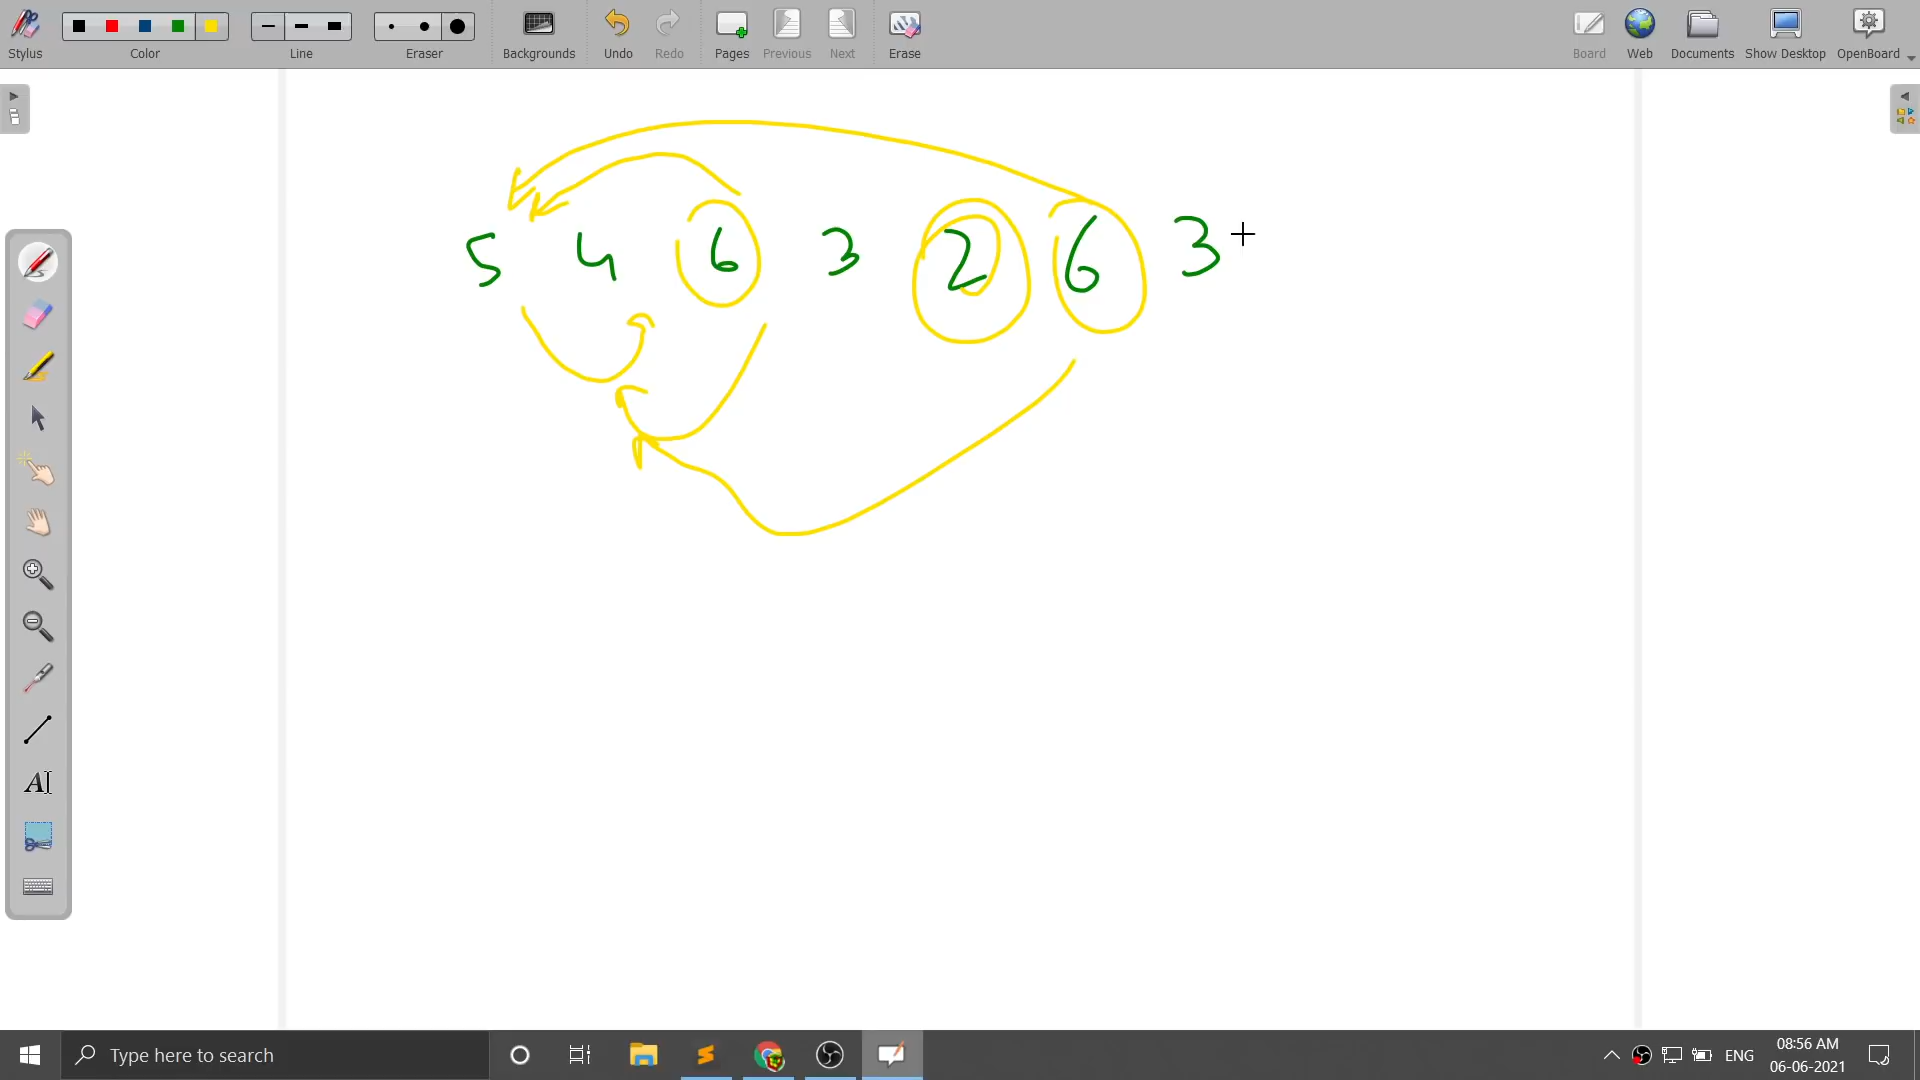 Stylus Color Line Eraser Backgrounds Undo Redo Pages Previous Next Erase Board Web Documents Show Desktop OpenBoard
5 4 6 3 2 6 3
AI
Type here to search
ENG
08:56 AM
06-06-2021